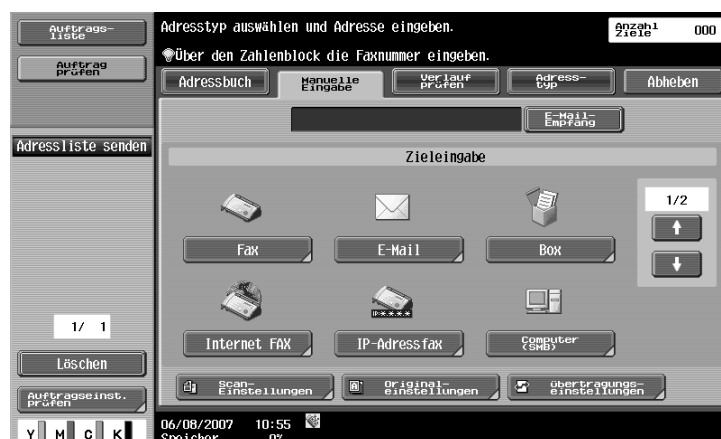 Auftrags-
liste
Auftrag
prüfen
Adressliste senden
1/ 1
Löschen
Auftragseinst.
prüfen
Y M C K
Adresstyp auswählen und Adresse eingeben.
Über den Zahlenblock die Faxnummer eingeben.
Anzahl
Ziele
000
Adressbuch
Manuelle
Eingabe
Verlauf
prüfen
Adress-
typ
Abheben
E-Mail-
Empfang
Zieleingabe
Fax
E-Mail
Box
1/2
Internet FAX
IP-Adressfax
Computer
(SMB)
Scan-
Einstellungen
Original-
einstellungen
übertragungs-
einstellungen
06/08/2007 10:55
Speicher 0%